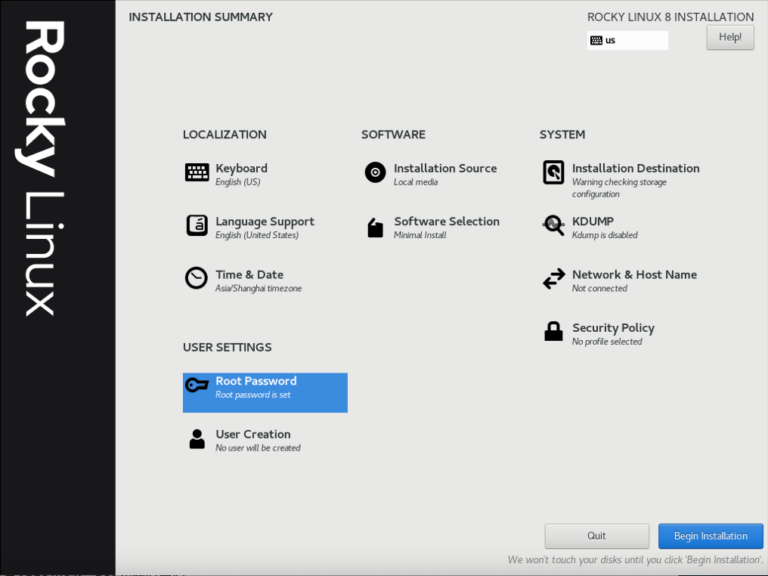 Rocky Linux
INSTALLATION SUMMARY
ROCKY LINUX 8 INSTALLATION
us
Help!
LOCALIZATION
Keyboard
English (US)
Language Support
English (United States)
Time & Date
Asia/Shanghai timezone
SOFTWARE
Installation Source
Local media
Software Selection
Minimal Install
SYSTEM
Installation Destination
Warning checking storage
configuration
KDUMP
Kdump is disabled
Network & Host Name
Not connected
Security Policy
No profile selected
USER SETTINGS
Root Password
Root password is set
User Creation
No user will be created
Quit
Begin Installation
We won't touch your disks until you click 'Begin Installation'.